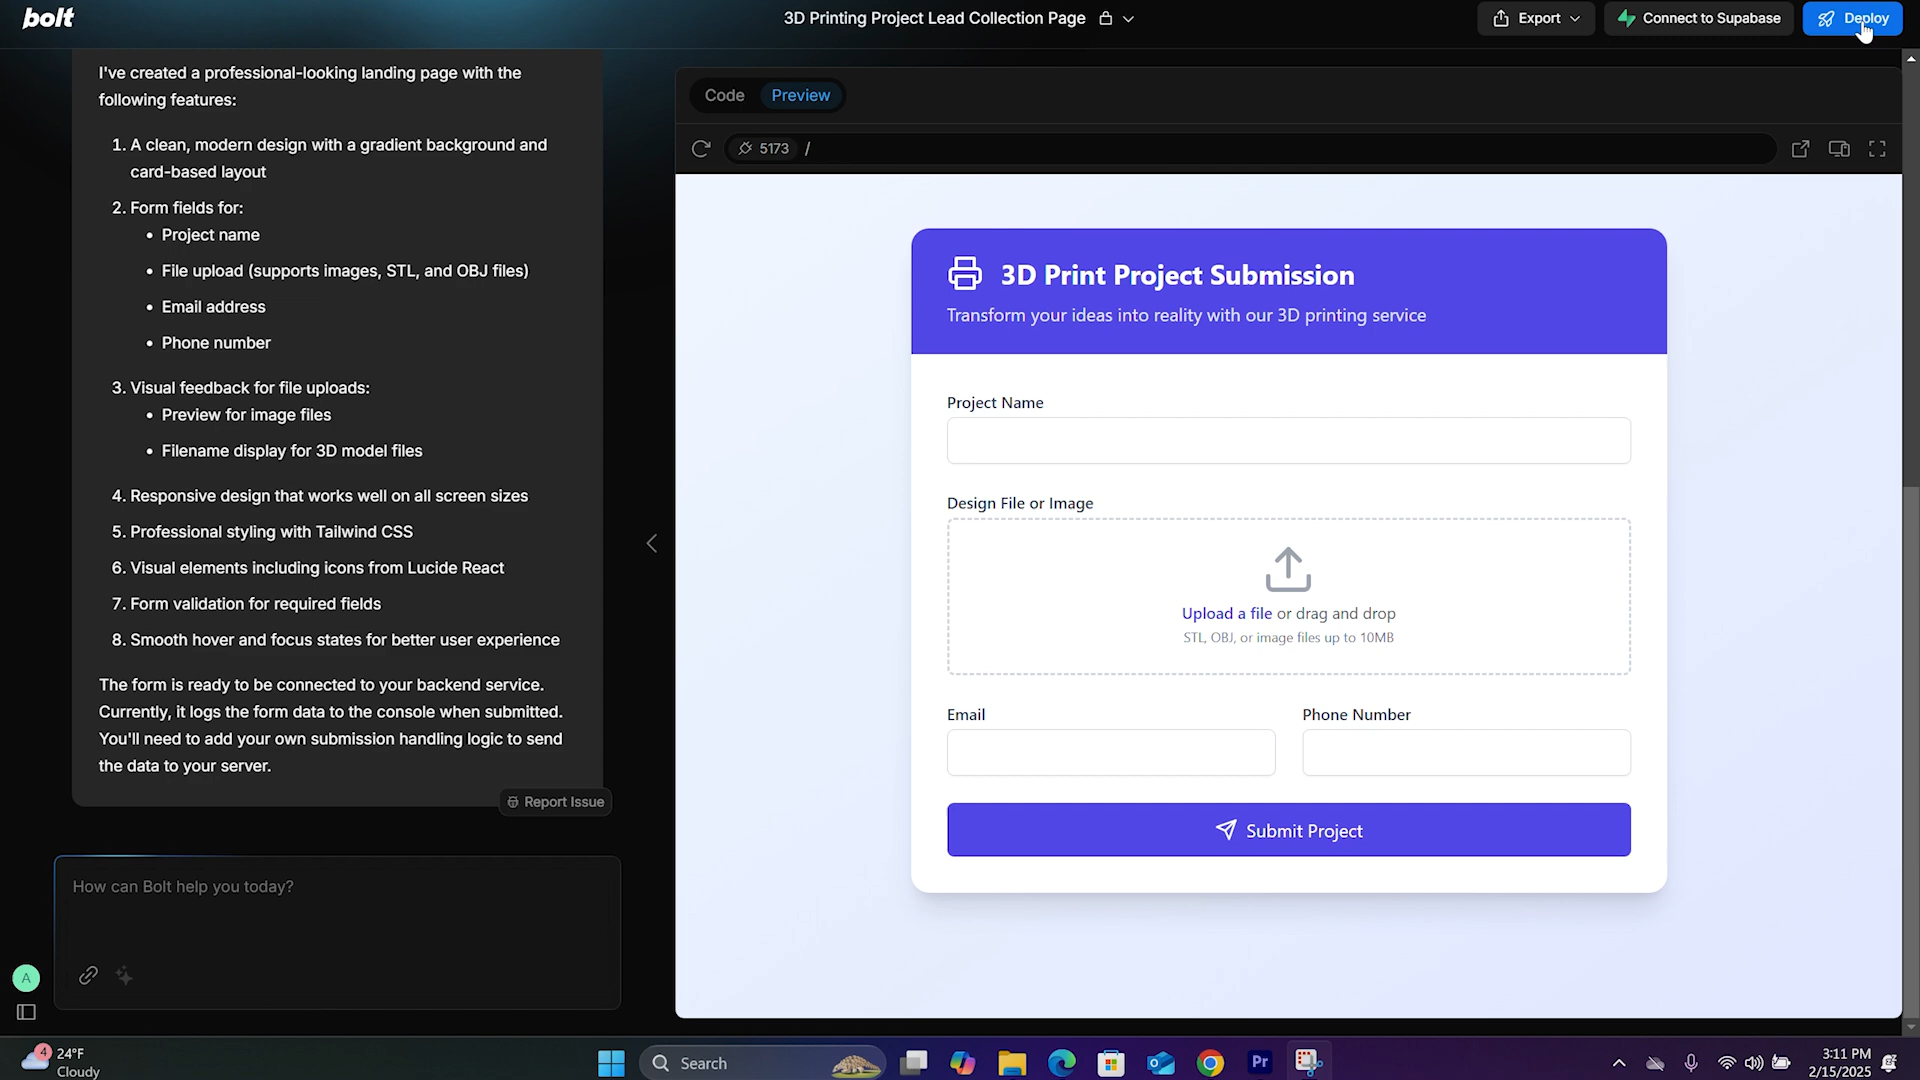 bolt
3D Printing Project Lead Collection Page
Export
Connect to Supabase
Deploy
I've created a professional-looking landing page with the
following features:
1. A clean, modern design with a gradient background and
card-based layout
2. Form fields for:
• Project name
• File upload (supports images, STL, and OBJ files)
• Email address
• Phone number
3. Visual feedback for file uploads:
• Preview for image files
• Filename display for 3D model files
4. Responsive design that works well on all screen sizes
5. Professional styling with Tailwind CSS
6. Visual elements including icons from Lucide React
7. Form validation for required fields
8. Smooth hover and focus states for better user experience
The form is ready to be connected to your backend service.
Currently, it logs the form data to the console when submitted.
You'll need to add your own submission handling logic to send
the data to your server.
Report Issue
How can Bolt help you today?
A
Code
Preview
5173 /
3D Print Project Submission
Transform your ideas into reality with our 3D printing service
Project Name
Design File or Image
Upload a file or drag and drop
STL, OBJ, or image files up to 10MB
Email
Phone Number
Submit Project
4
24°F
Cloudy
Search
Pr
3:11 PM
2/15/2025